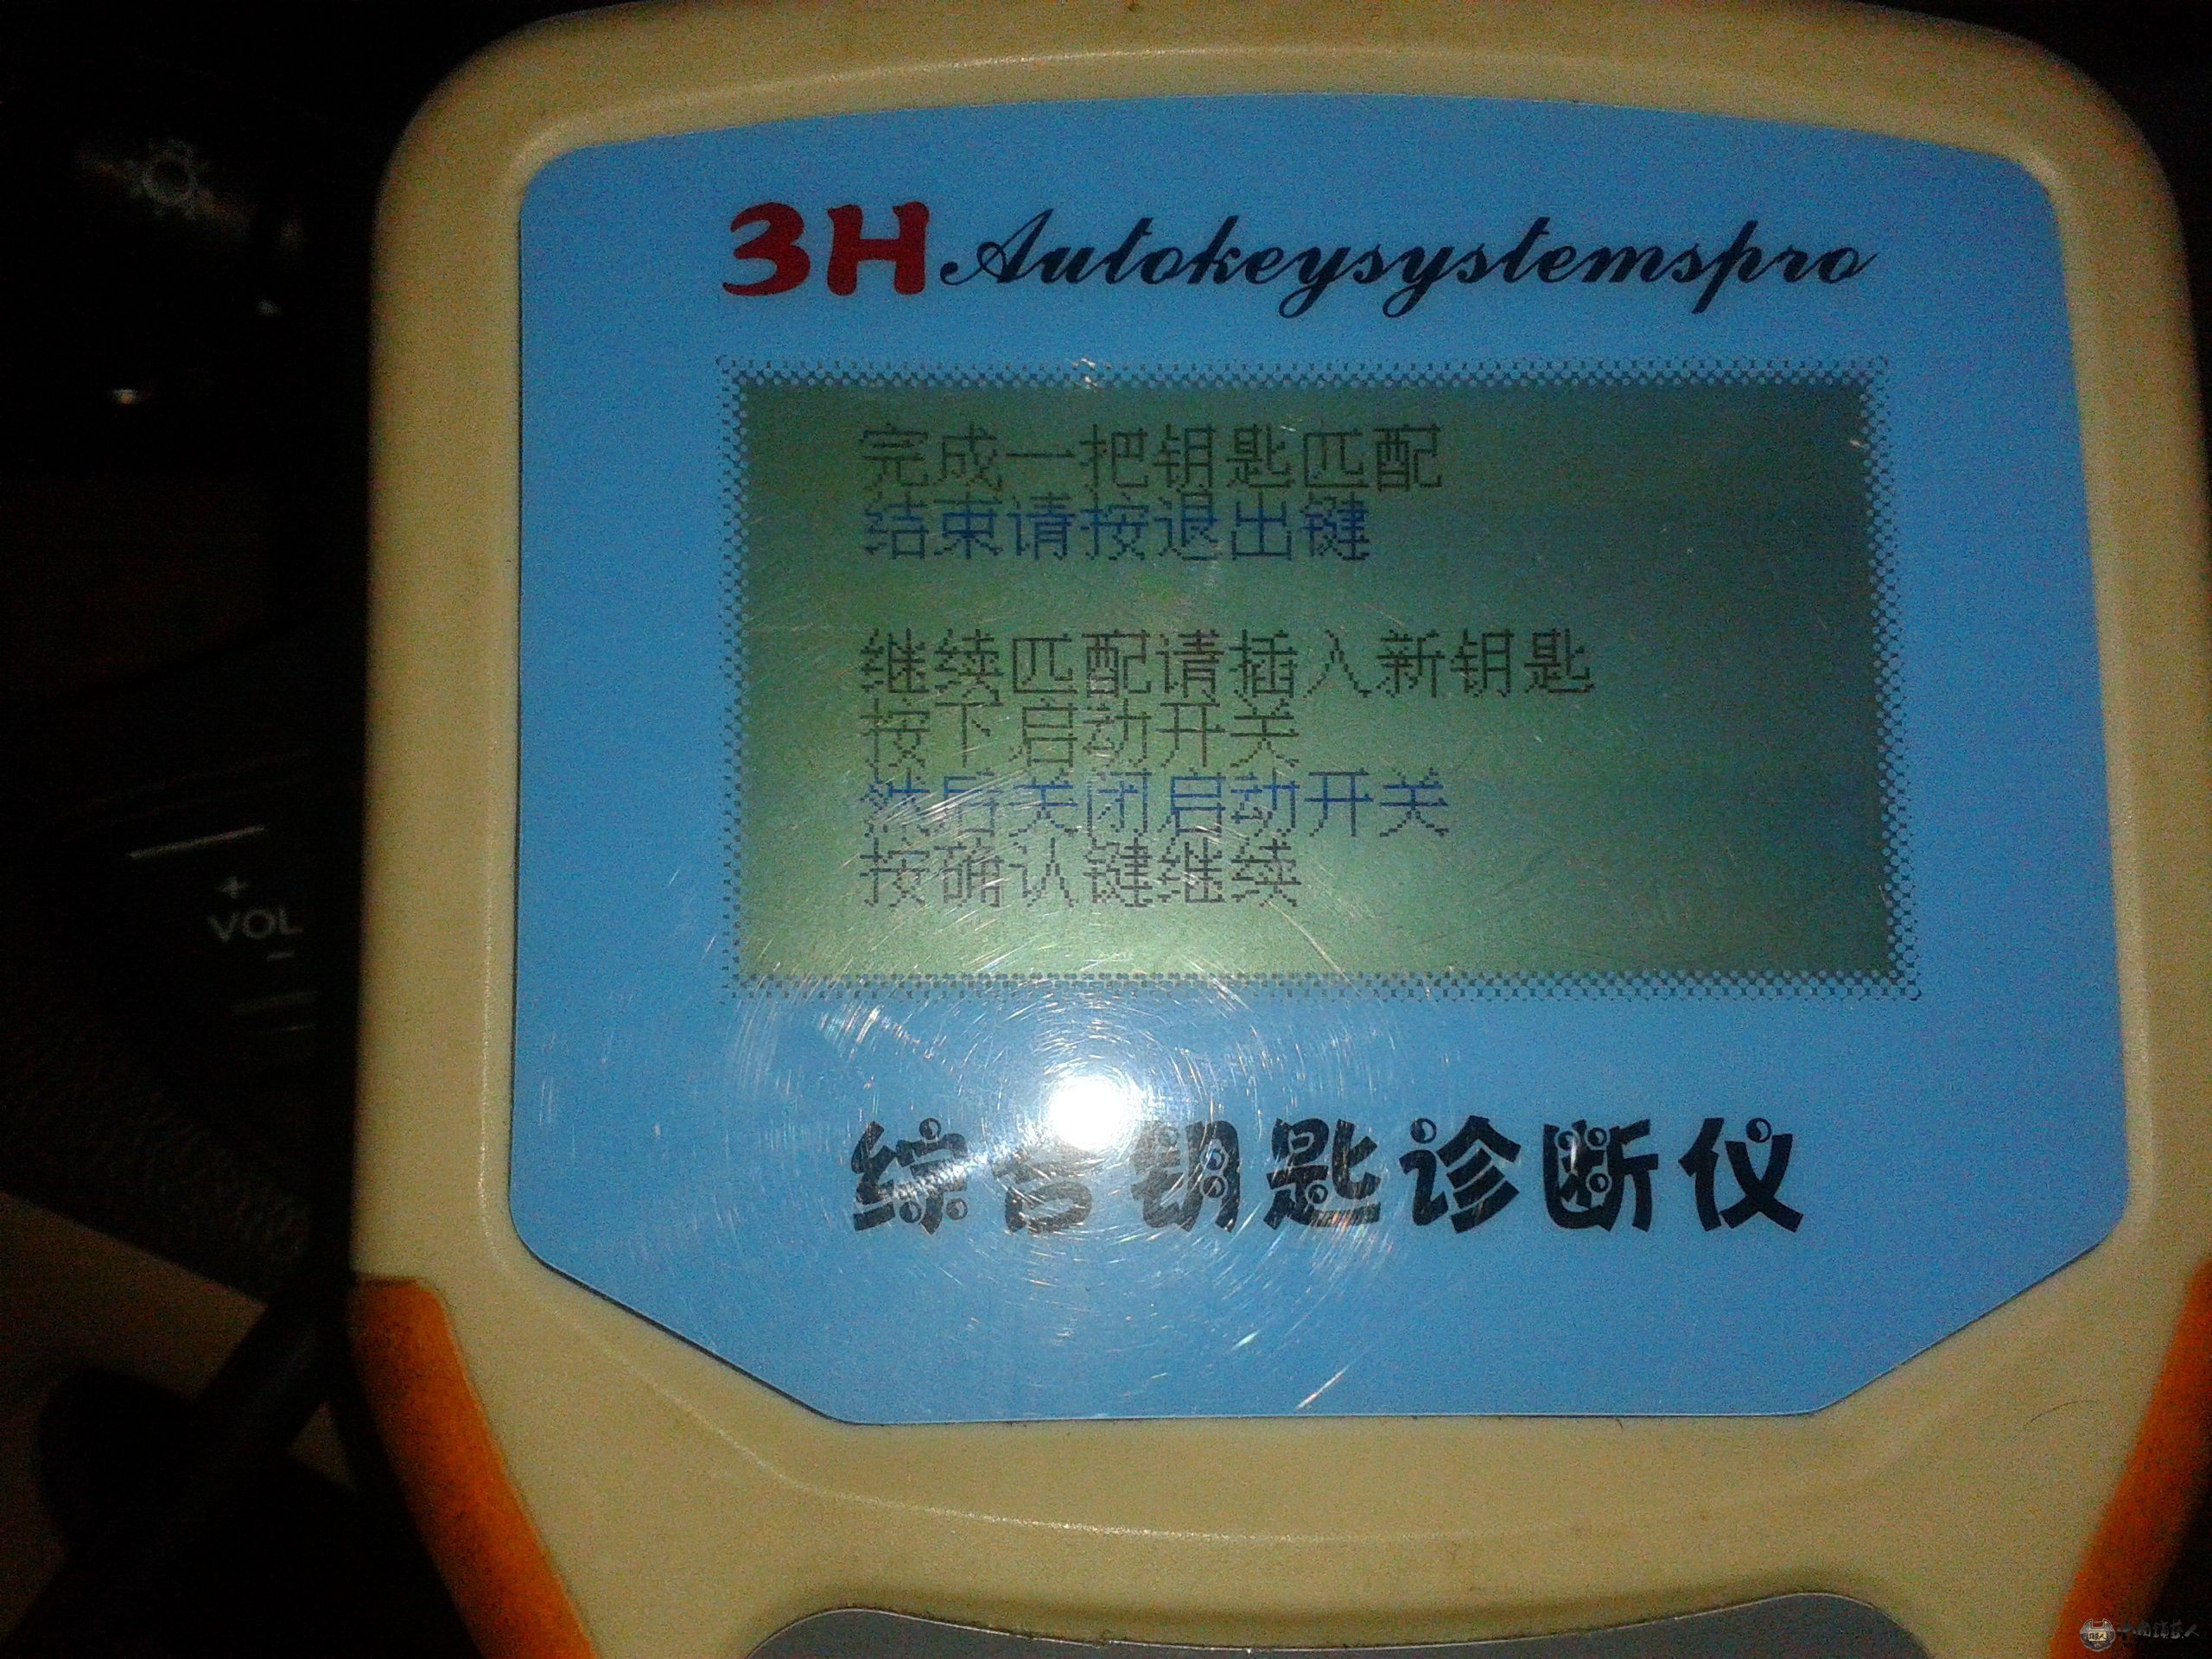 3H Autokeysystemspro
完成一把钥匙匹配
结束请按退出键
继续匹配请插入新钥匙
按下启动开关
然后关闭启动开关
按确认键继续
+
VOL
-
综合钥匙诊断仪